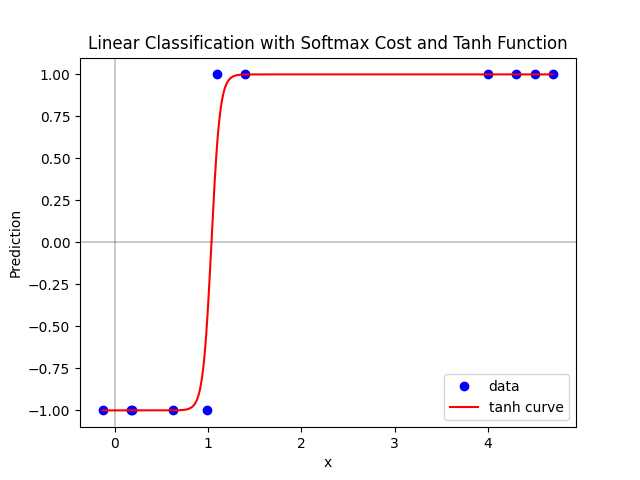 Linear Classification with Softmax Cost and Tanh Function
1.00
0.75
0.50
0.25
0.00
−0.25
−0.50
−0.75
−1.00
Prediction
data
tanh curve
0 1 2 3 4
x